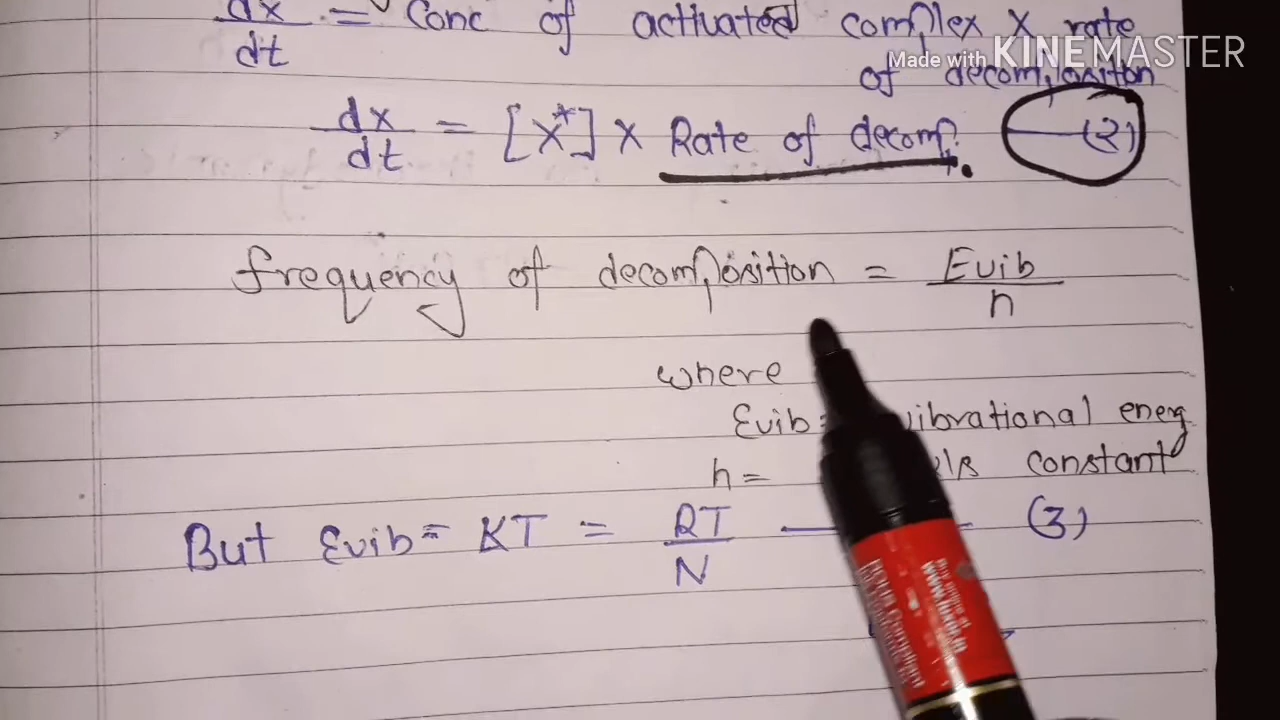 dx/dt = Conc of activated complex X rate
of decomposition
Made with KINEMASTER
dx/dt = [X*] X Rate of decomp. —(2)
frequency of decomposition = Evib/h
where
Evib = vibrational energ
h = constant
But Evib = KT = RT/N — (3)